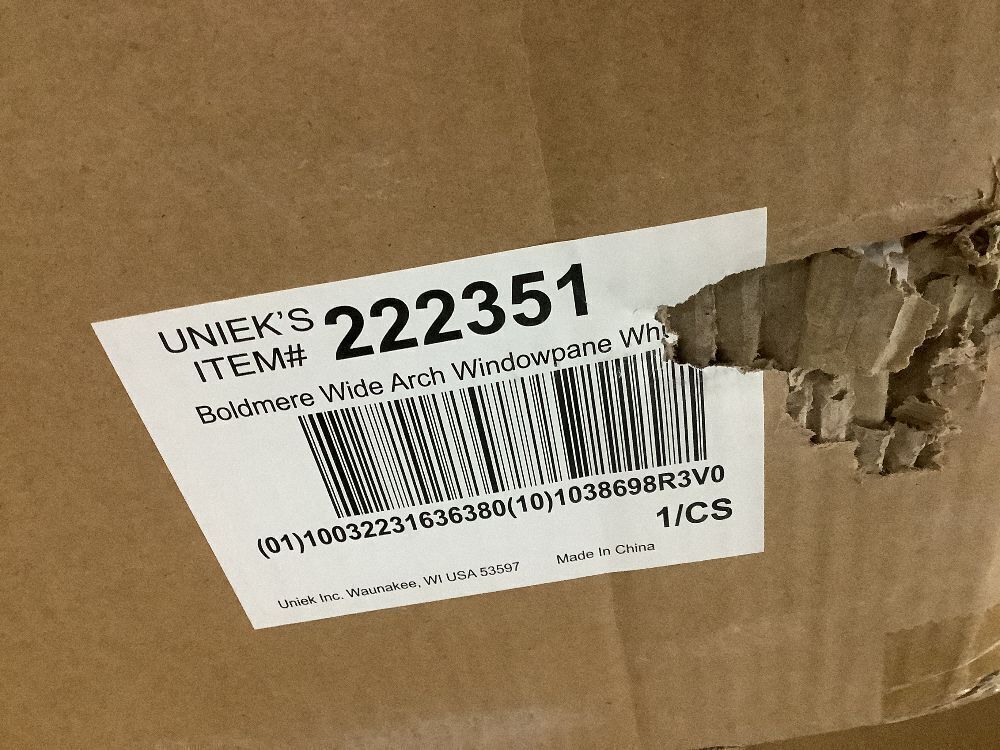 UNIEK'S
ITEM# 222351
Boldmere Wide Arch Windowpane
(01)10032231636380(10)1038698R3V0
1/CS
Uniek Inc. Waunakee, WI USA 53597
Made In China